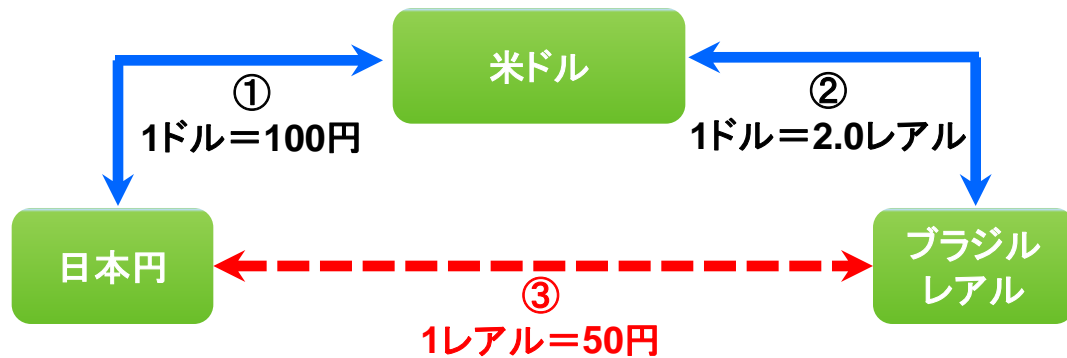 米ドル
①
1ドル＝100円
②
1ドル＝2.0レアル
日本円
ブラジル
レアル
③
1レアル＝50円